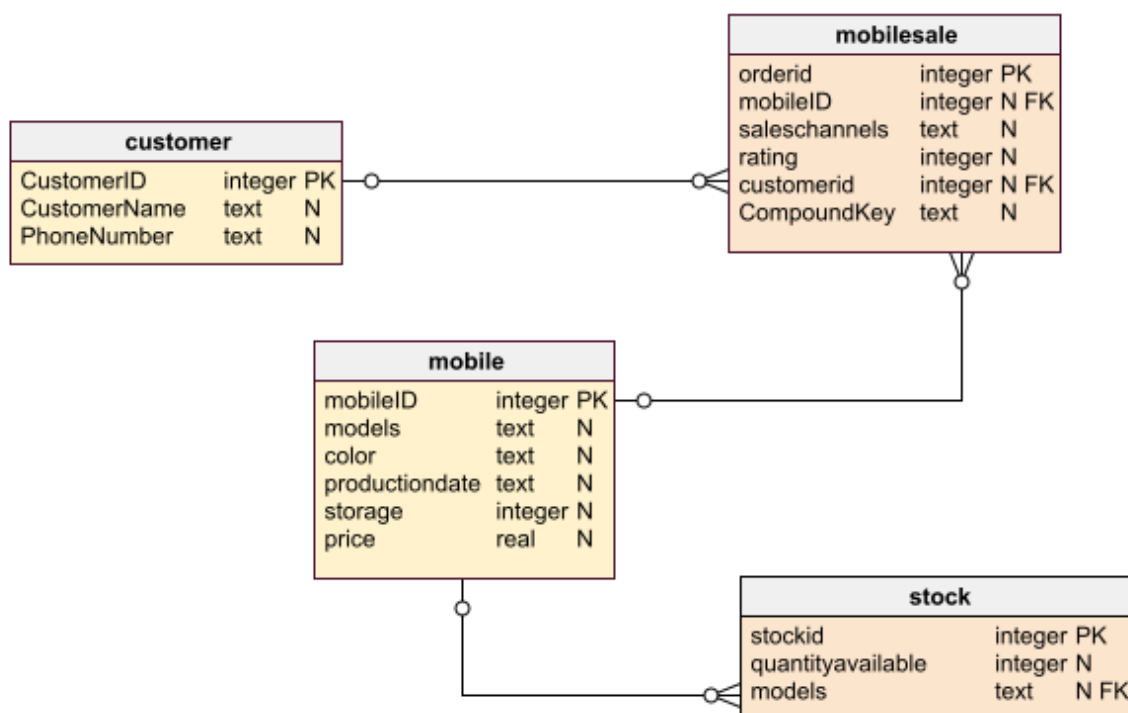 mobilesale
orderid integer PK
mobileID integer N FK
saleschannels text N
rating integer N
customerid integer N FK
CompoundKey text N
customer
CustomerID integer PK
CustomerName text N
PhoneNumber text N
mobile
mobileID integer PK
models text N
color text N
productiondate text N
storage integer N
price real N
stock
stockid integer PK
quantityavailable integer N
models text N FK